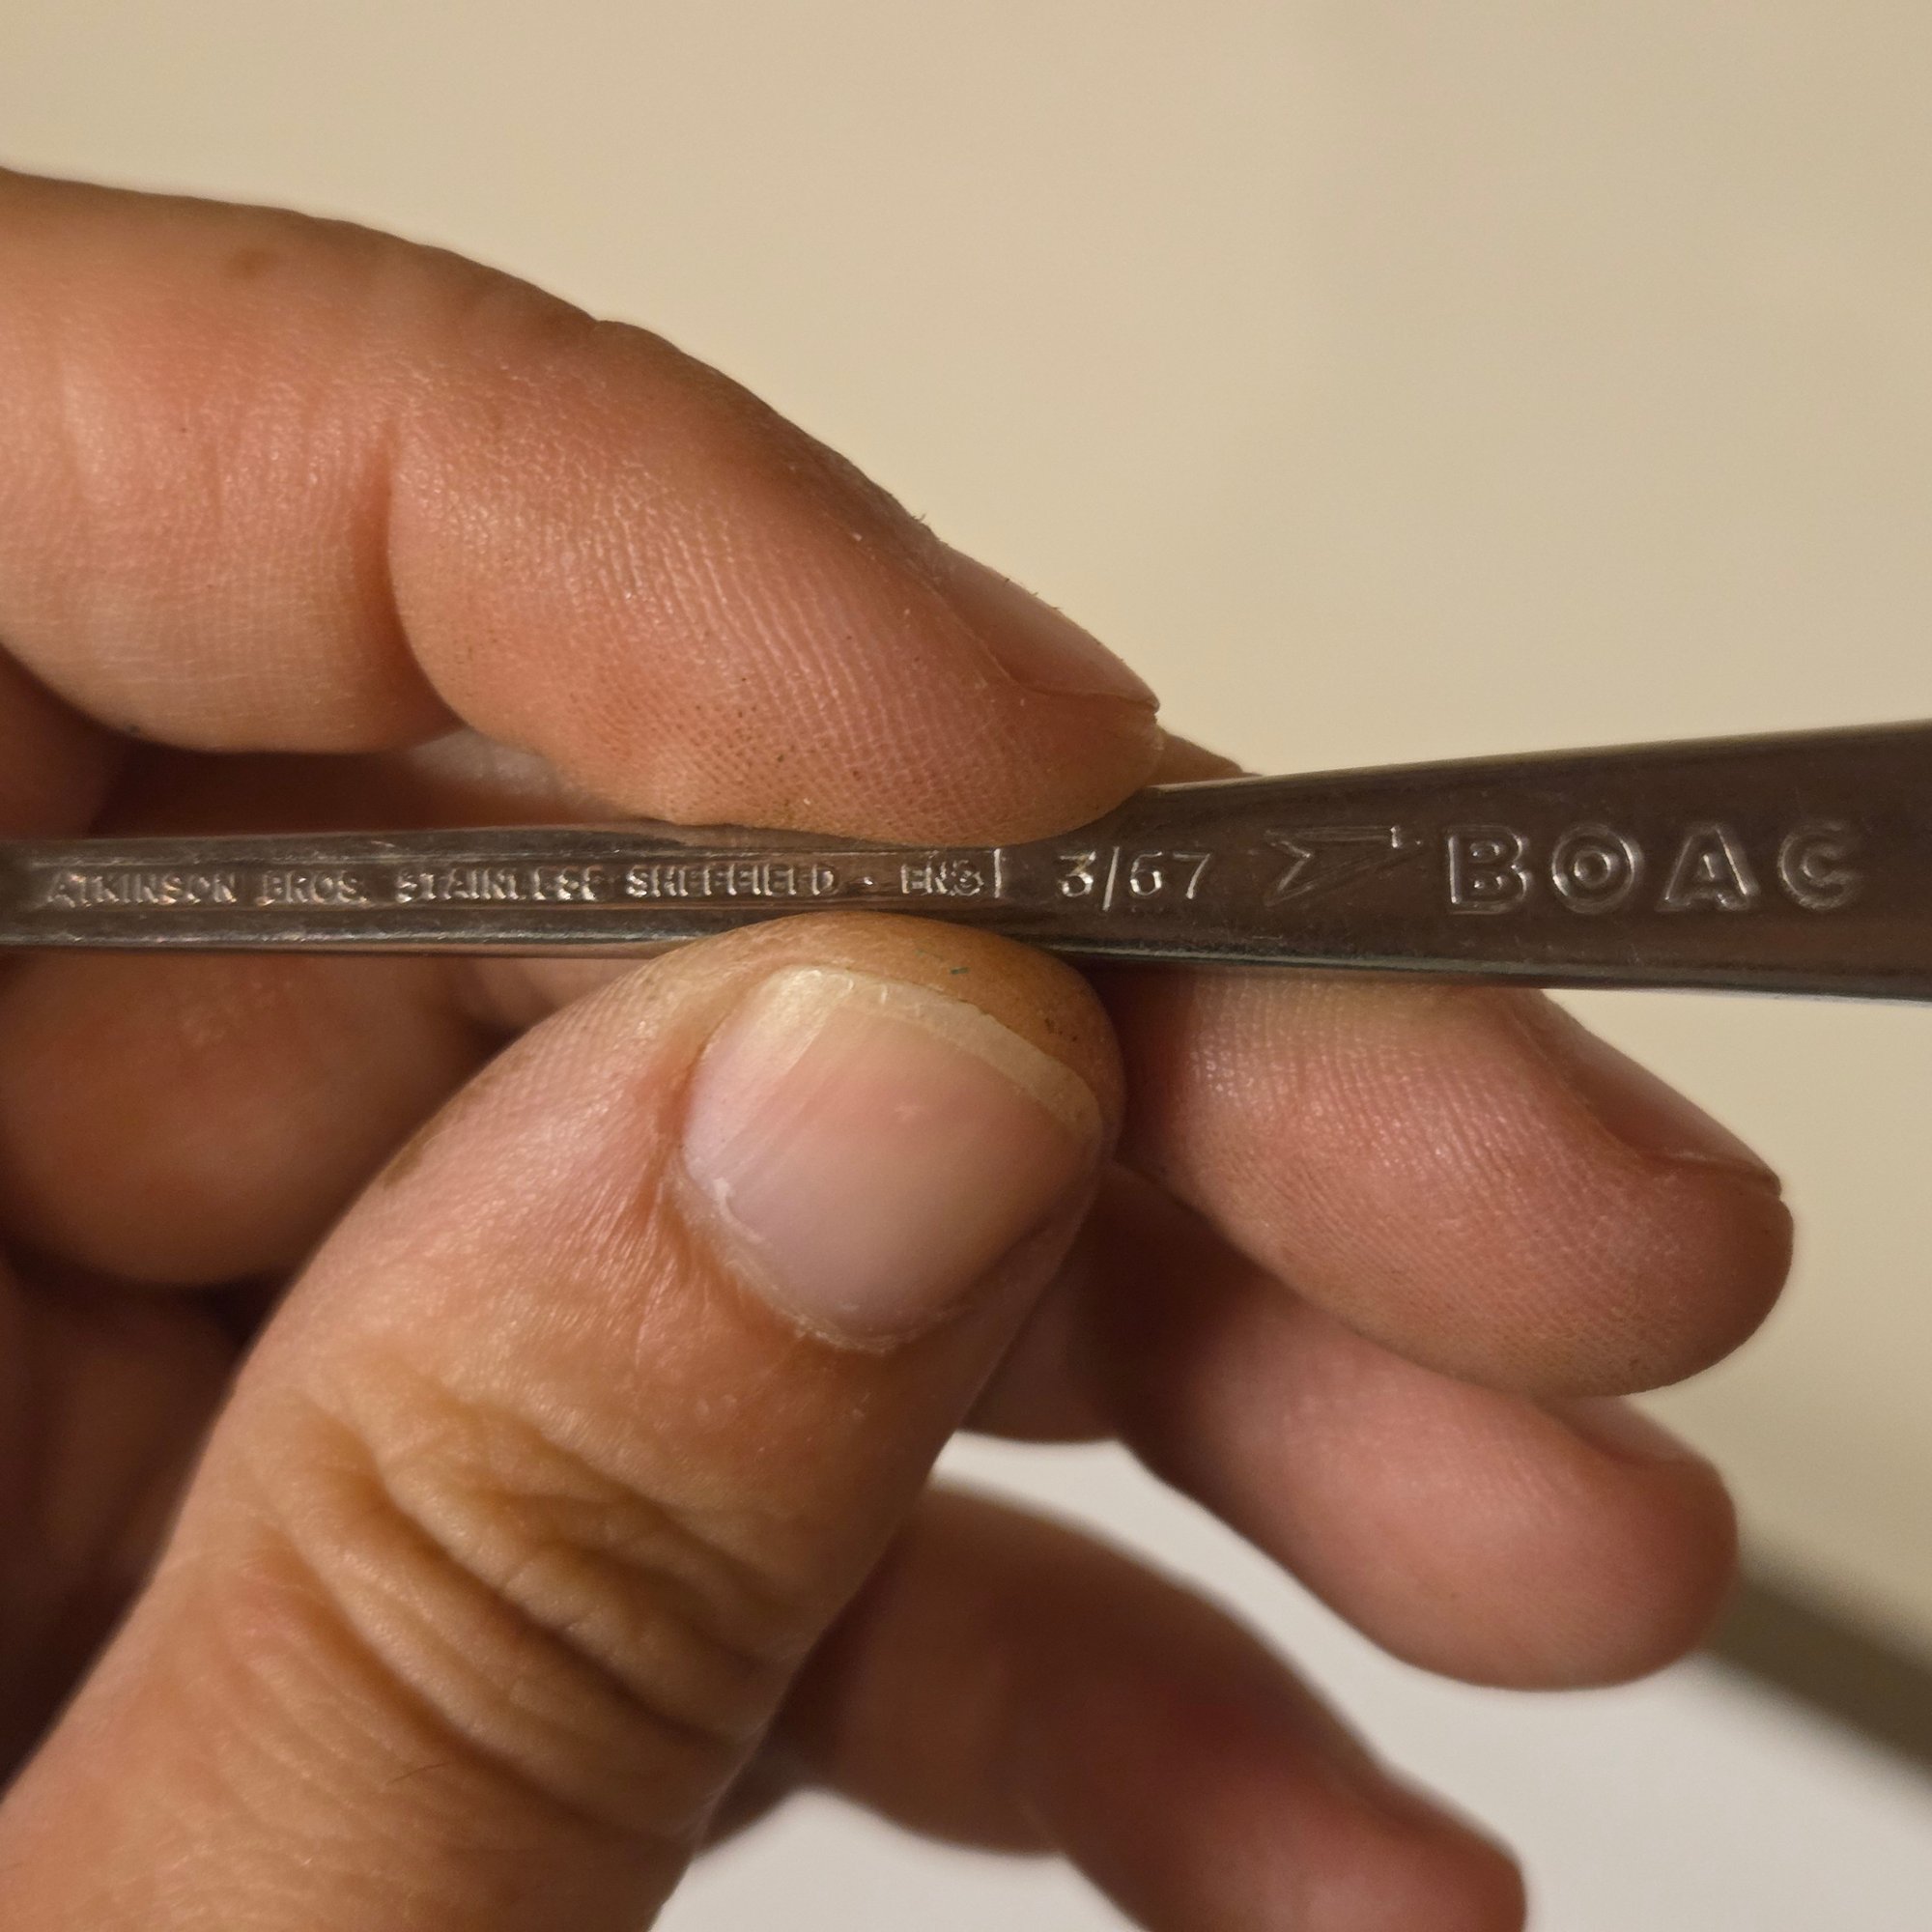 ATKINSON BROS. STAINLESS SHEFFIELD · ENG 3/67 BOAC